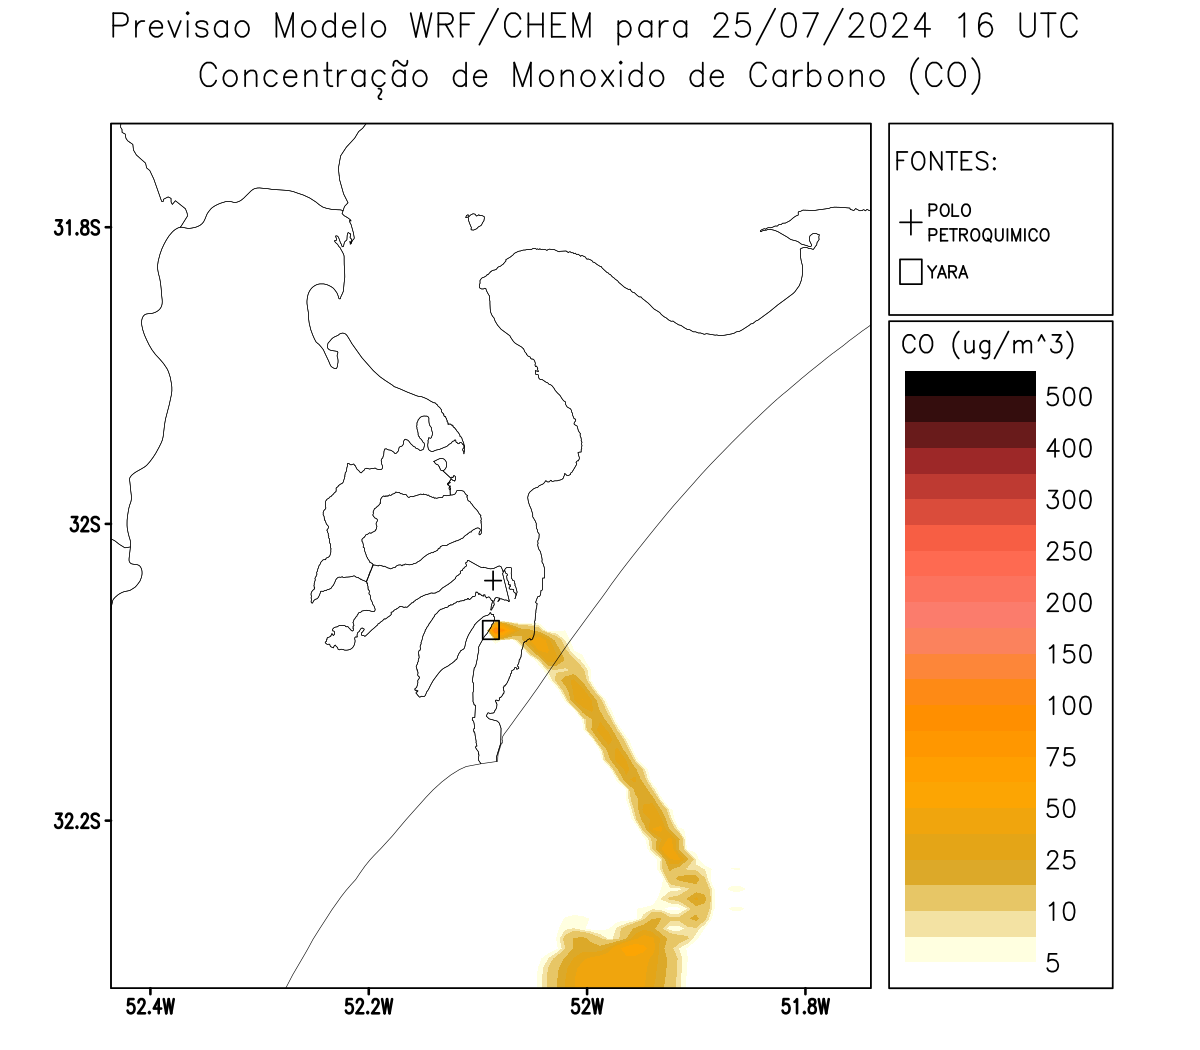 Previsao Modelo WRF/CHEM para 25/07/2024 16 UTC
Concentração de Monoxido de Carbono (CO)
FONTES:
POLO
PETROQUIMICO
YARA
CO (ug/m^3)
500
400
300
250
200
150
100
75
50
25
10
5
31.8S
32S
32.2S
52.4W
52.2W
52W
51.8W